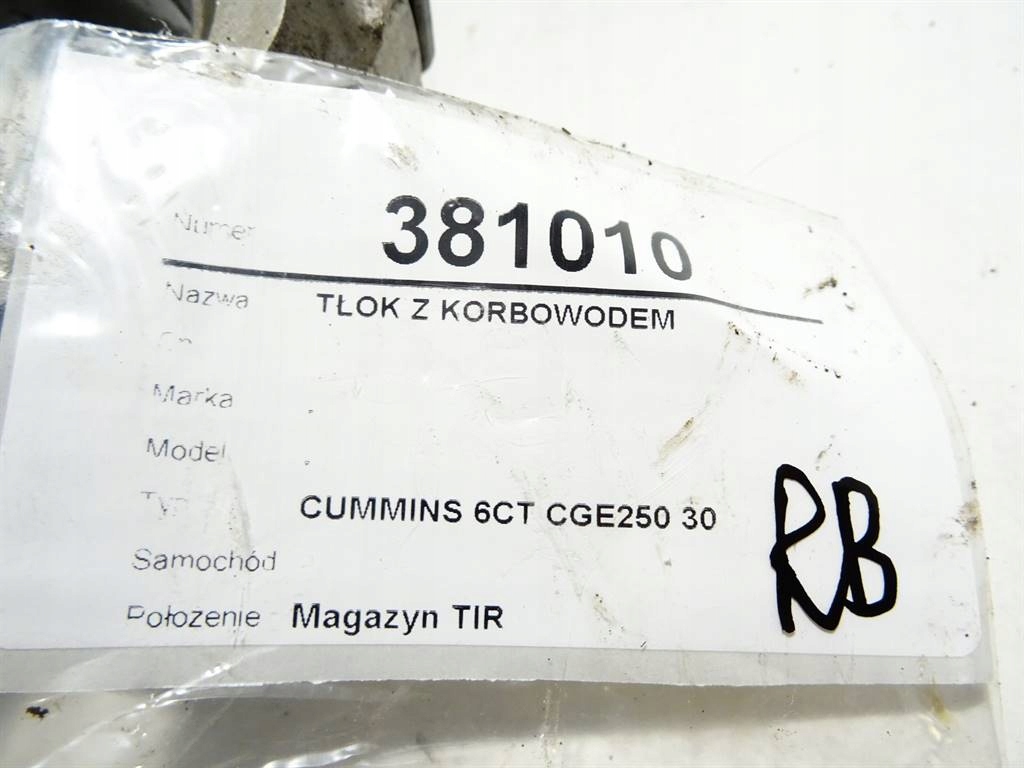 Numer 381010
Nazwa TŁOK Z KORBOWODEM
Marka
Model
CUMMINS 6CT CGE250 30
Samochód
Położenie Magazyn TIR
RB